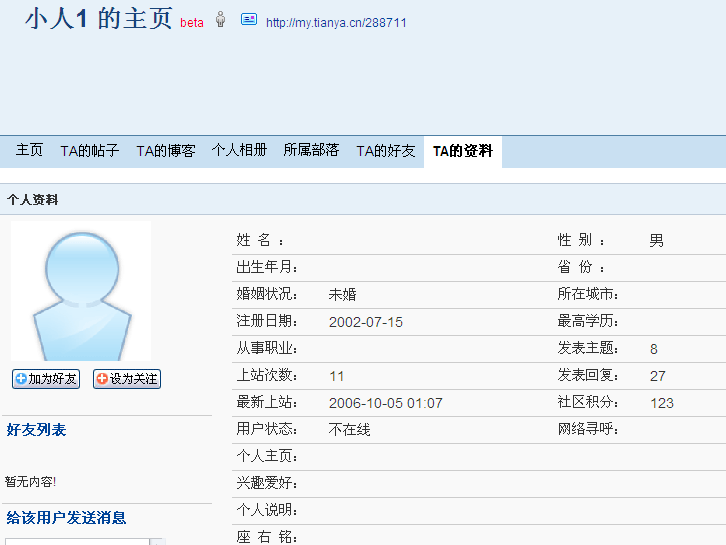 小人1 的主页 beta http://my.tianya.cn/288711
主页 TA的帖子 TA的博客 个人相册 所属部落 TA的好友 TA的资料
个人资料
姓 名 : 性 别 : 男
出生年月: 省 份 :
婚姻状况: 未婚 所在城市:
注册日期: 2002-07-15 最高学历:
从事职业: 发表主题: 8
上站次数: 11 发表回复: 27
最新上站: 2006-10-05 01:07 社区积分: 123
用户状态: 不在线 网络寻呼:
个人主页:
兴趣爱好:
个人说明:
座 右 铭:
加为好友 设为关注
好友列表
暂无内容!
给该用户发送消息